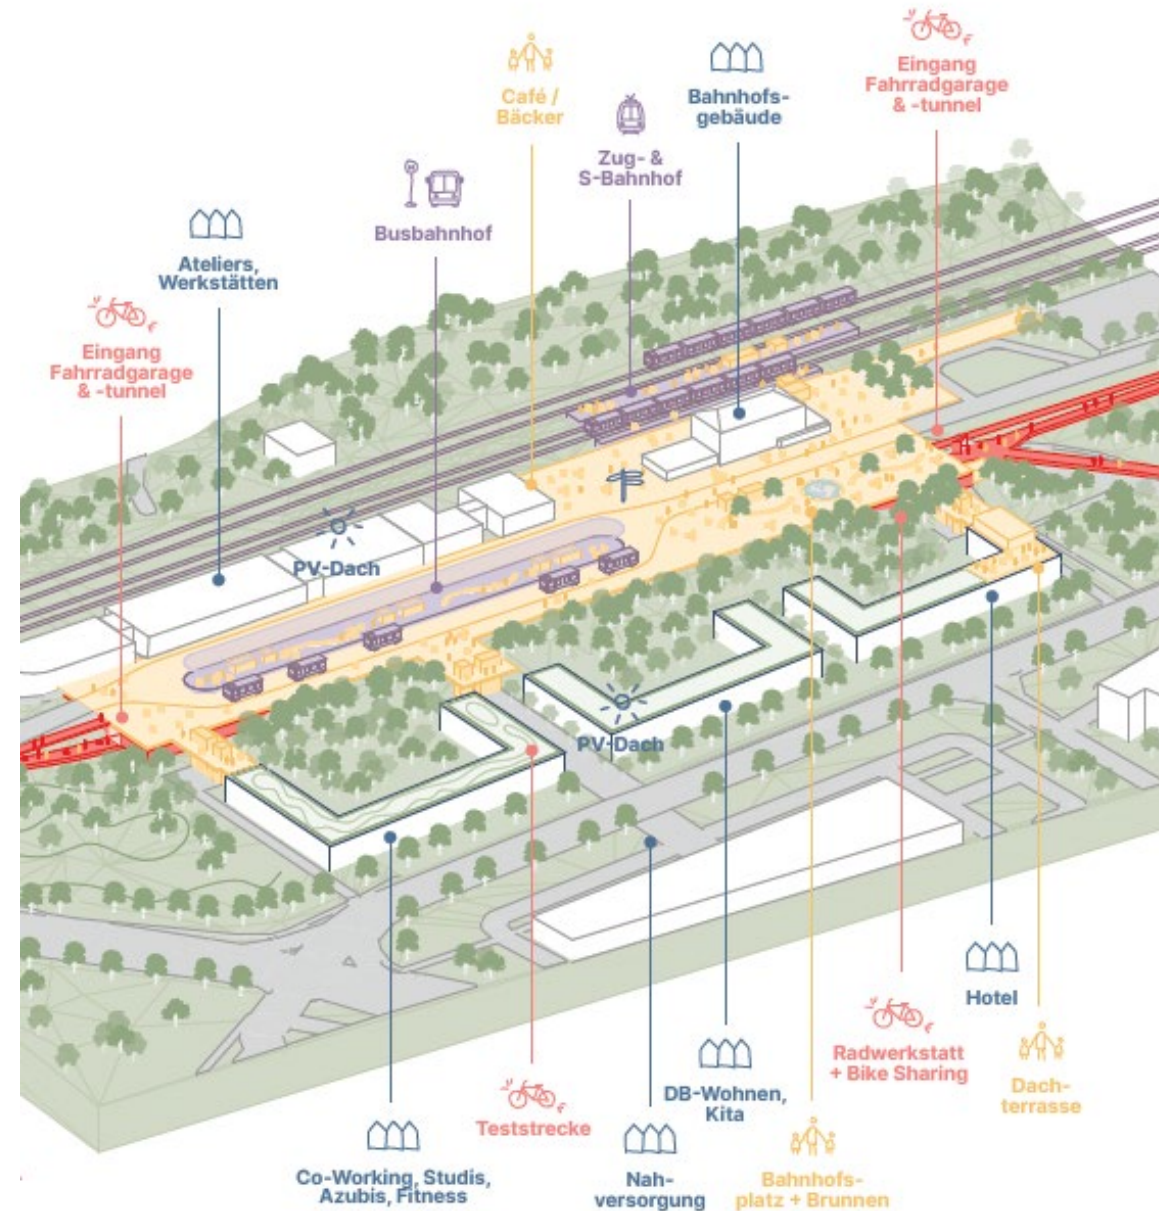 Eingang
Fahrradgarage
& -tunnel
Café /
Bäcker
Bahnhofs-
gebäude
Zug- &
S-Bahnhof
H
Busbahnhof
Ateliers,
Werkstätten
Eingang
Fahrradgarage
& -tunnel
PV-Dach
PV-Dach
Hotel
Radwerkstatt
+ Bike Sharing
Dach-
terrasse
DB-Wohnen,
Kita
Teststrecke
Co-Working, Studis,
Azubis, Fitness
Nah-
versorgung
Bahnhofs-
platz + Brunnen